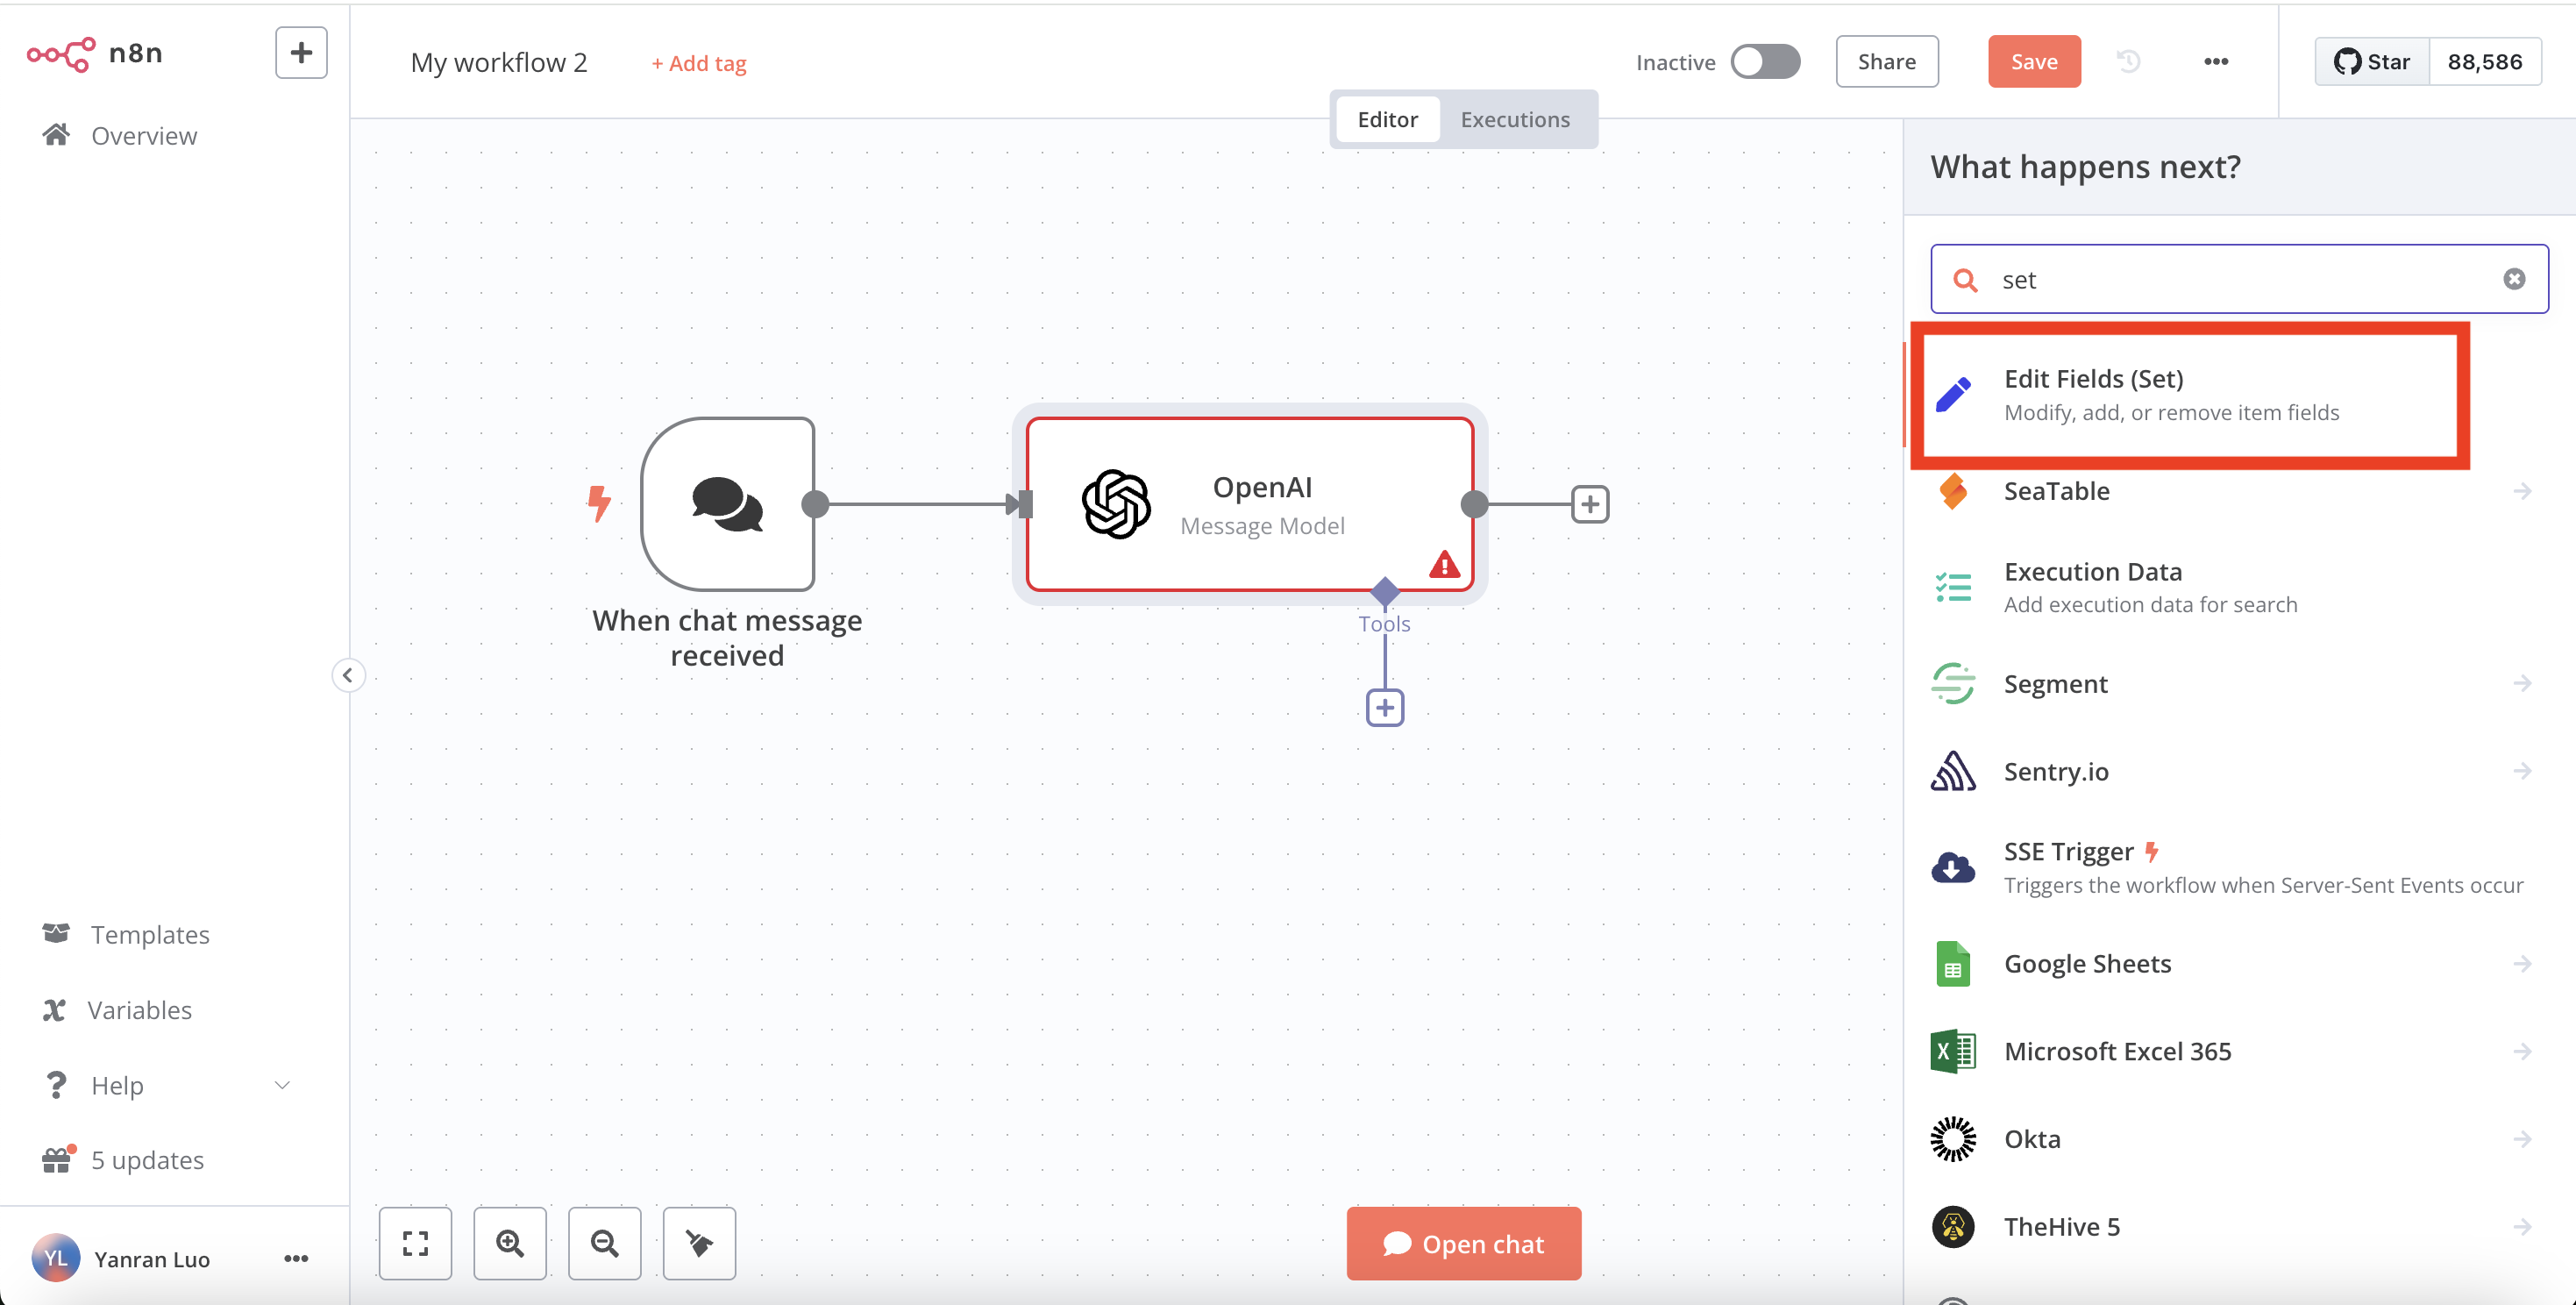 n8n
My workflow 2
+ Add tag
Inactive
Share
Save
Star
88,586
Overview
Editor
Executions
What happens next?
set
Edit Fields (Set)
Modify, add, or remove item fields
SeaTable
Execution Data
Add execution data for search
Segment
Sentry.io
SSE Trigger
Triggers the workflow when Server-Sent Events occur
Google Sheets
Microsoft Excel 365
Okta
TheHive 5
OpenAI
Message Model
When chat message
received
Tools
Templates
Variables
Help
5 updates
YL
Yanran Luo
Open chat